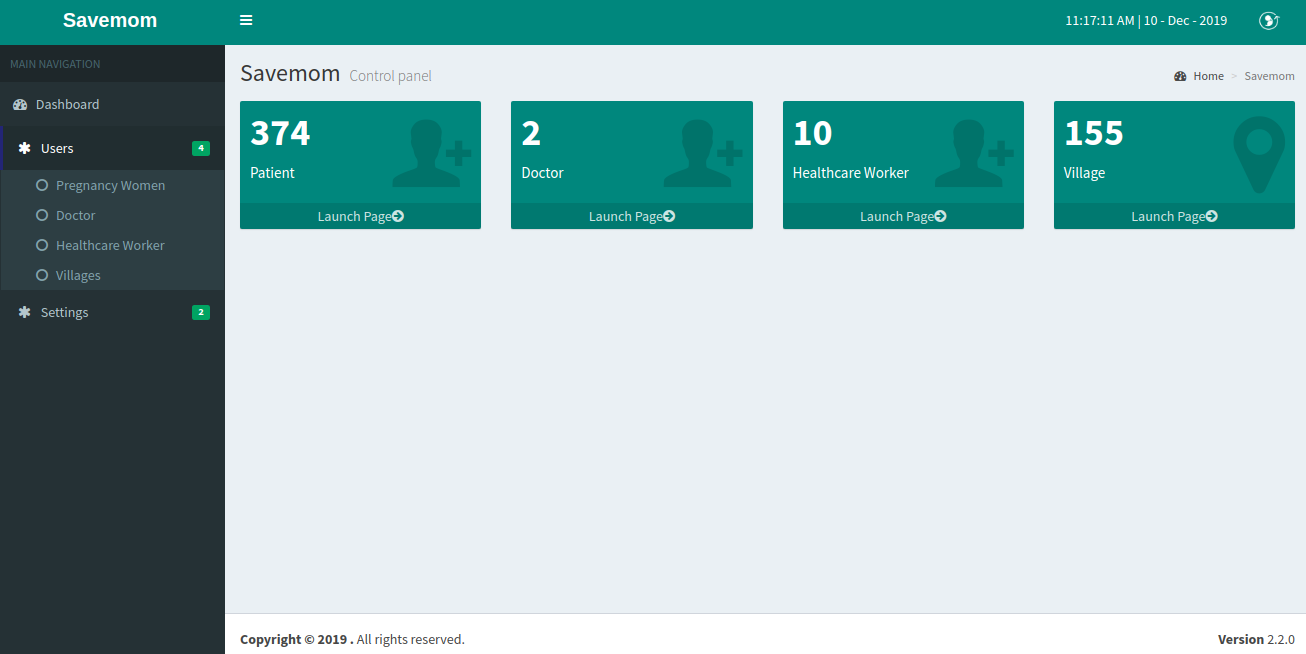 Savemom
11:17:11 AM | 10 - Dec - 2019
MAIN NAVIGATION
Dashboard
Users 4
Pregnancy Women
Doctor
Healthcare Worker
Villages
Settings 2
Savemom Control panel
Home > Savemom
374
Patient
Launch Page
2
Doctor
Launch Page
10
Healthcare Worker
Launch Page
155
Village
Launch Page
Copyright © 2019 . All rights reserved.
Version 2.2.0